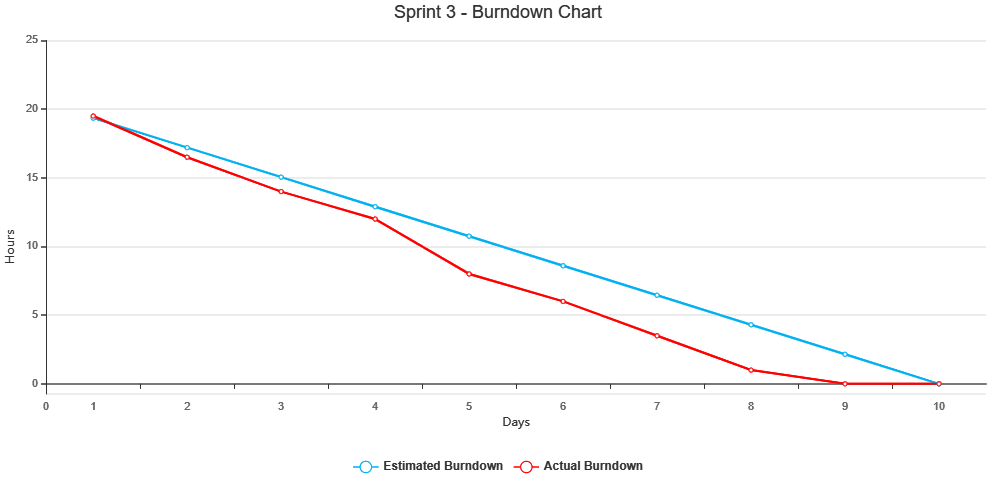 Sprint 3 - Burndown Chart
25
20
15
10
5
0
Hours
0 1 2 3 4 5 6 7 8 9 10
Days
Estimated Burndown Actual Burndown